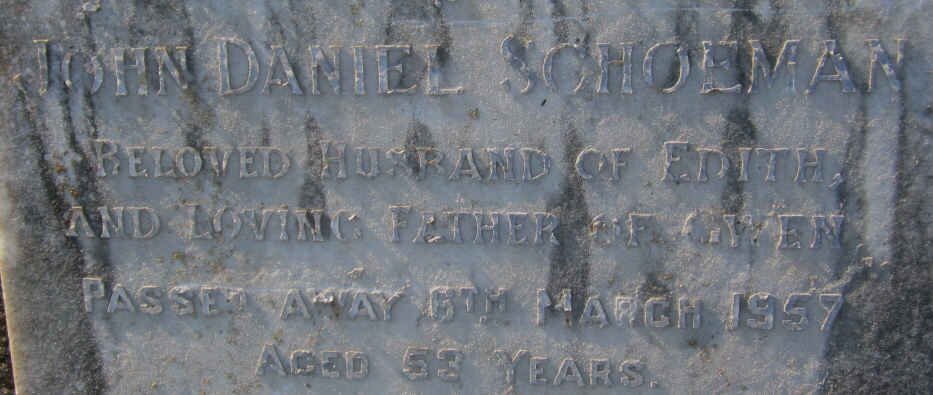 JOHN DANIEL SCHOEMAN
BELOVED HUSBAND OF EDITH,
AND LOVING FATHER OF GWEN,
PASSED AWAY 6TH MARCH 1957
AGED 53 YEARS.